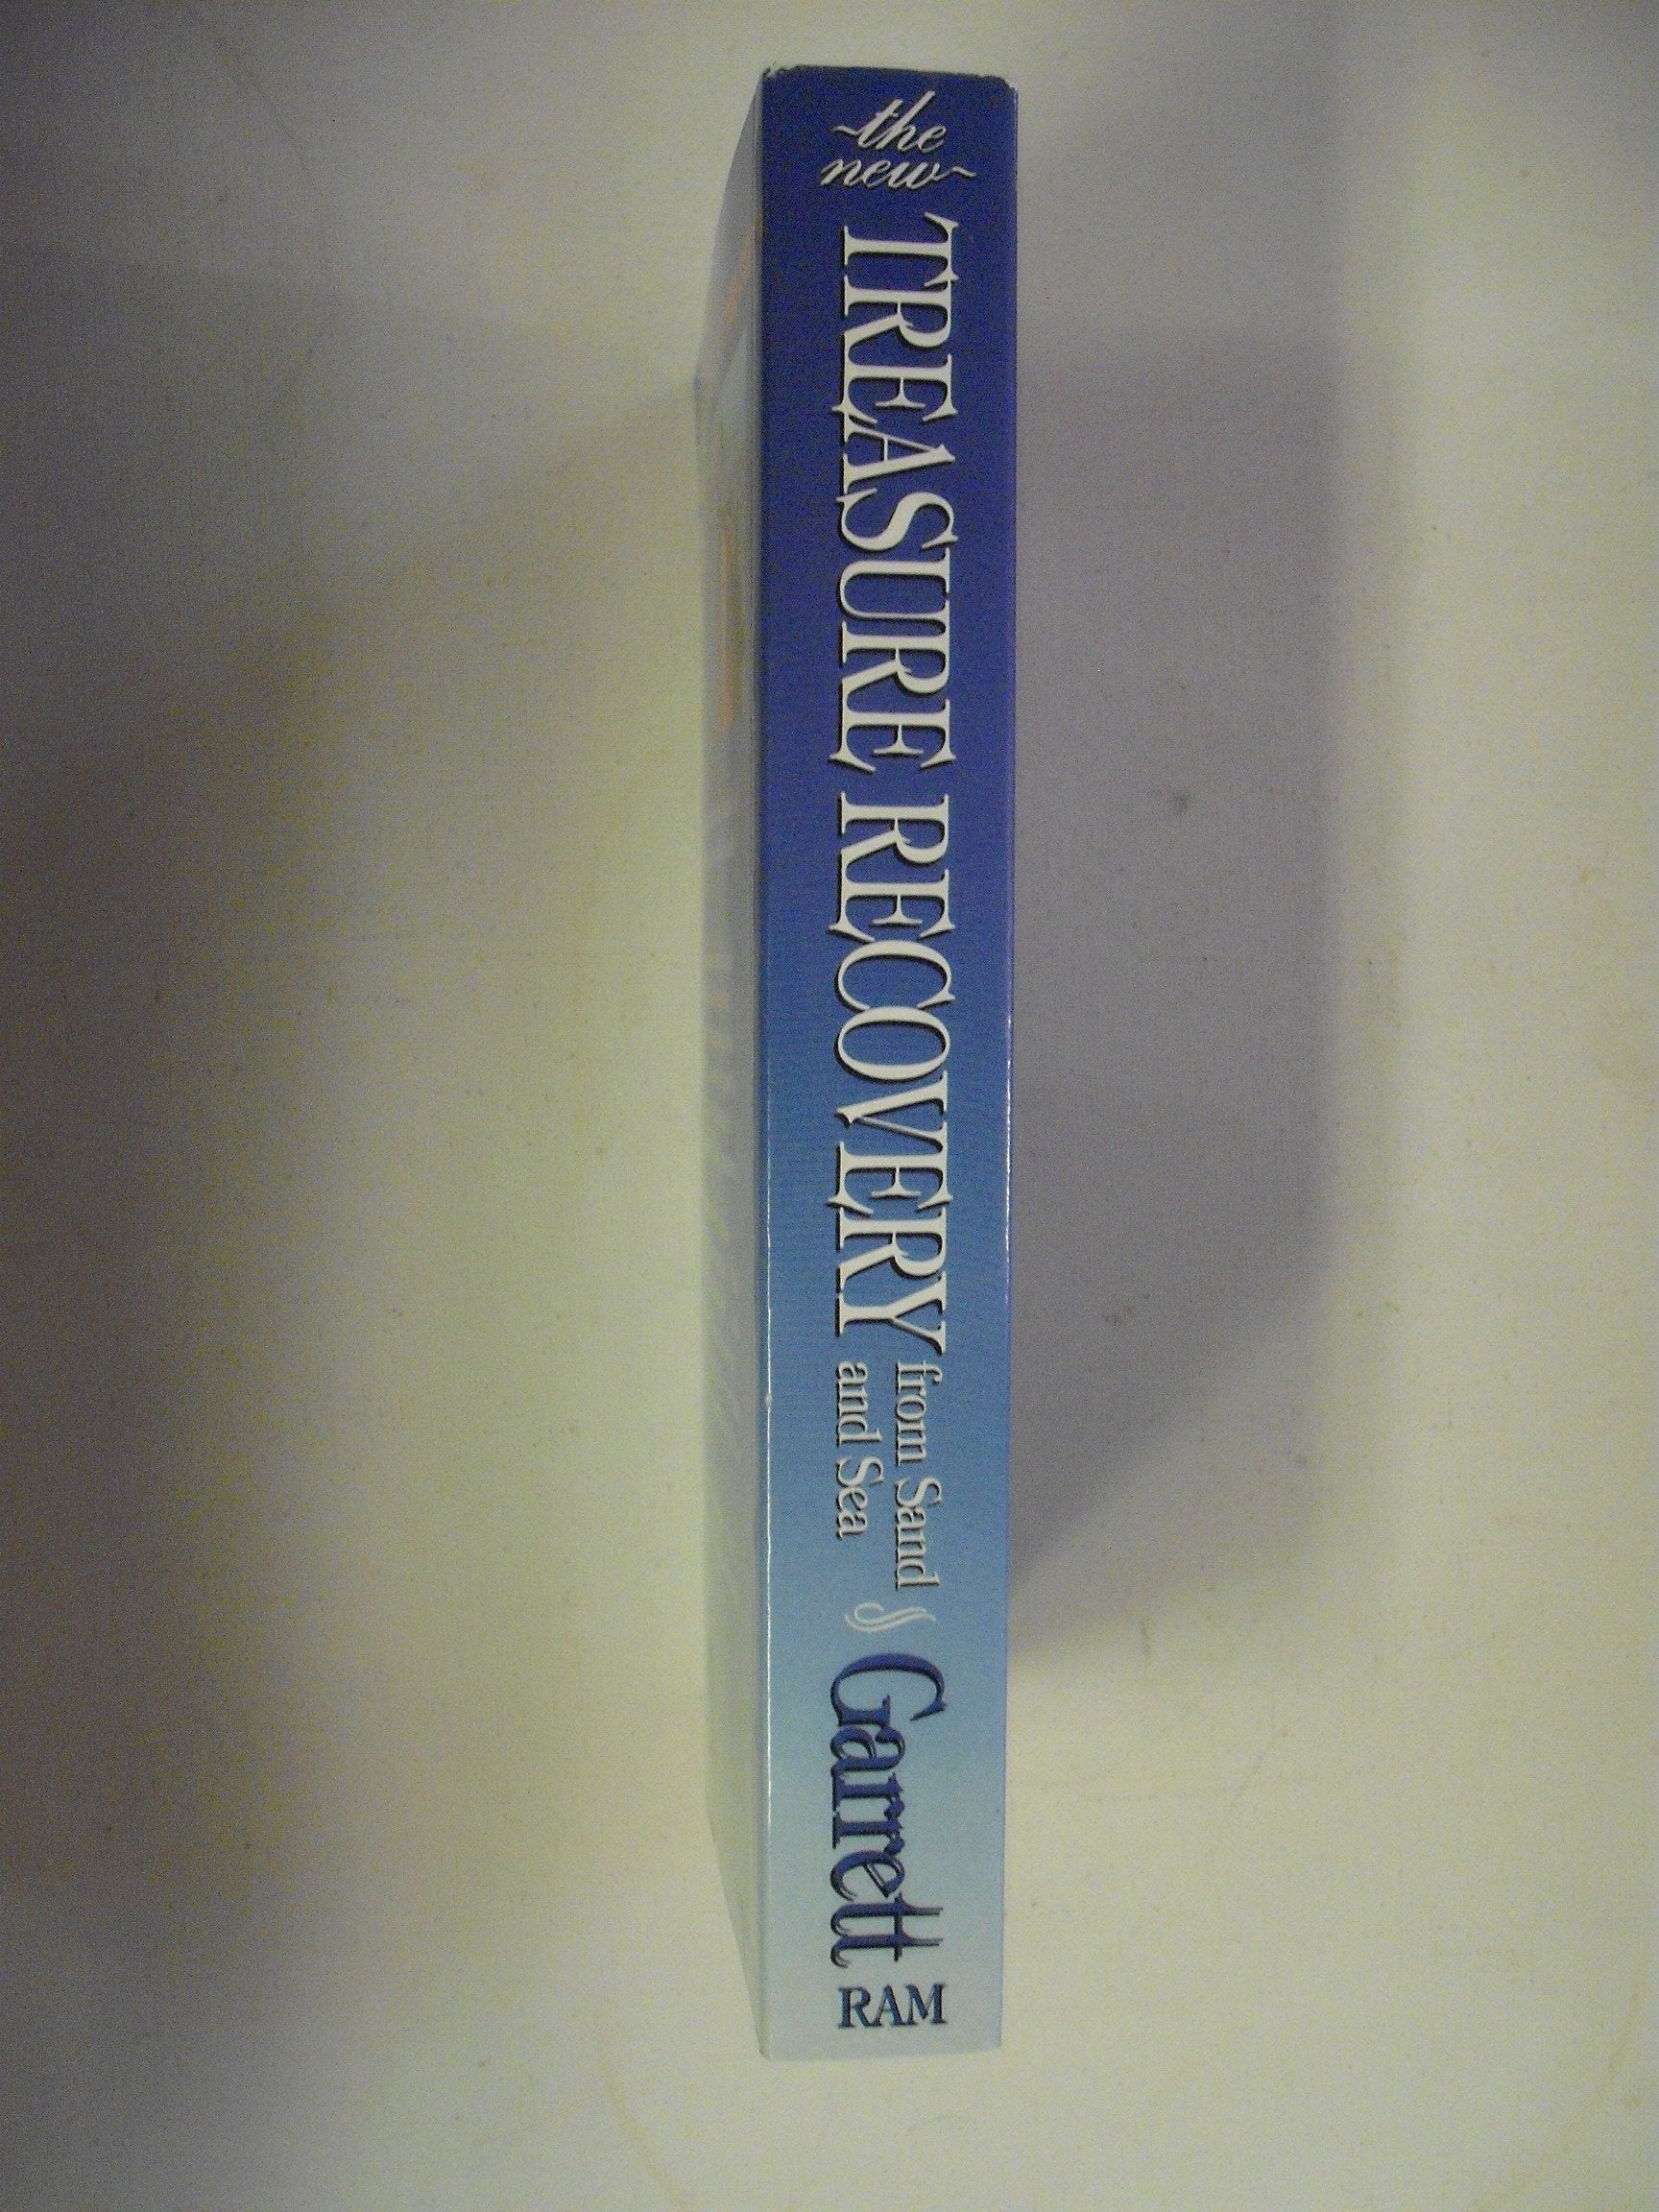 the
new
TREASURE RECOVERY
from Sand
and Sea
Garrett
RAM